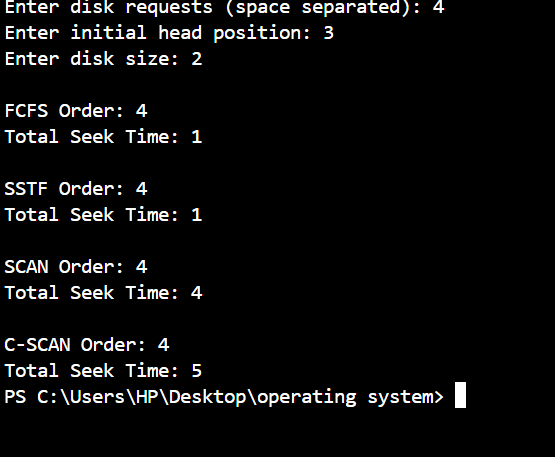 Enter disk requests (space separated): 4
Enter initial head position: 3
Enter disk size: 2
FCFS Order: 4
Total Seek Time: 1
SSTF Order: 4
Total Seek Time: 1
SCAN Order: 4
Total Seek Time: 4
C-SCAN Order: 4
Total Seek Time: 5
PS C:\Users\HP\Desktop\operating system>